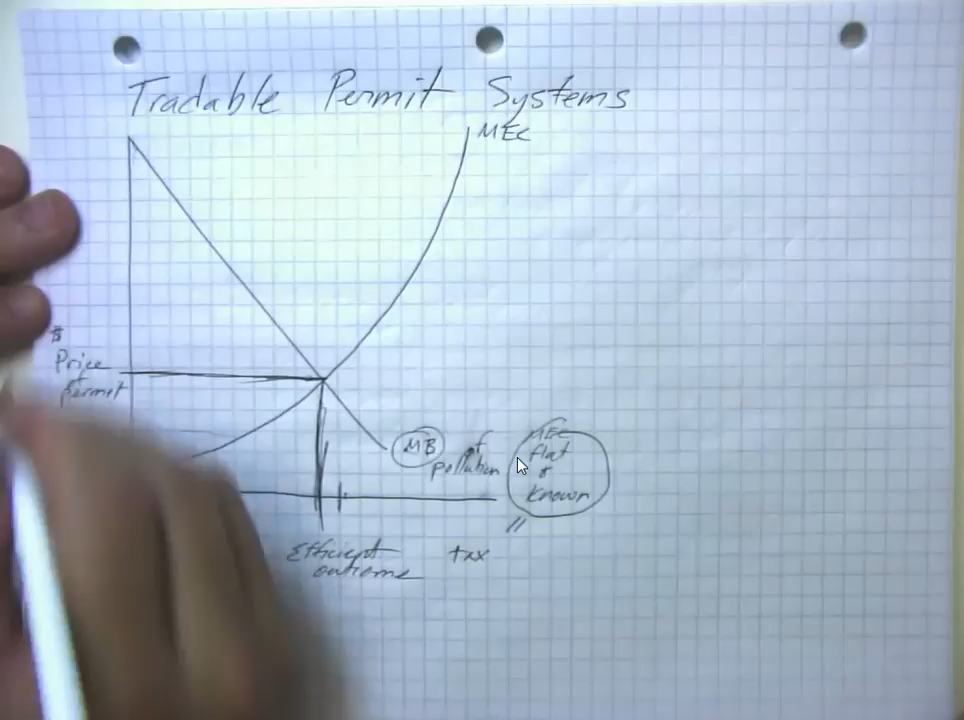 Tradable Permit Systems
MEC
$
Price
permit
MB of
pollution
MEC
flat
&
Known
"
Efficient
outcome
tax